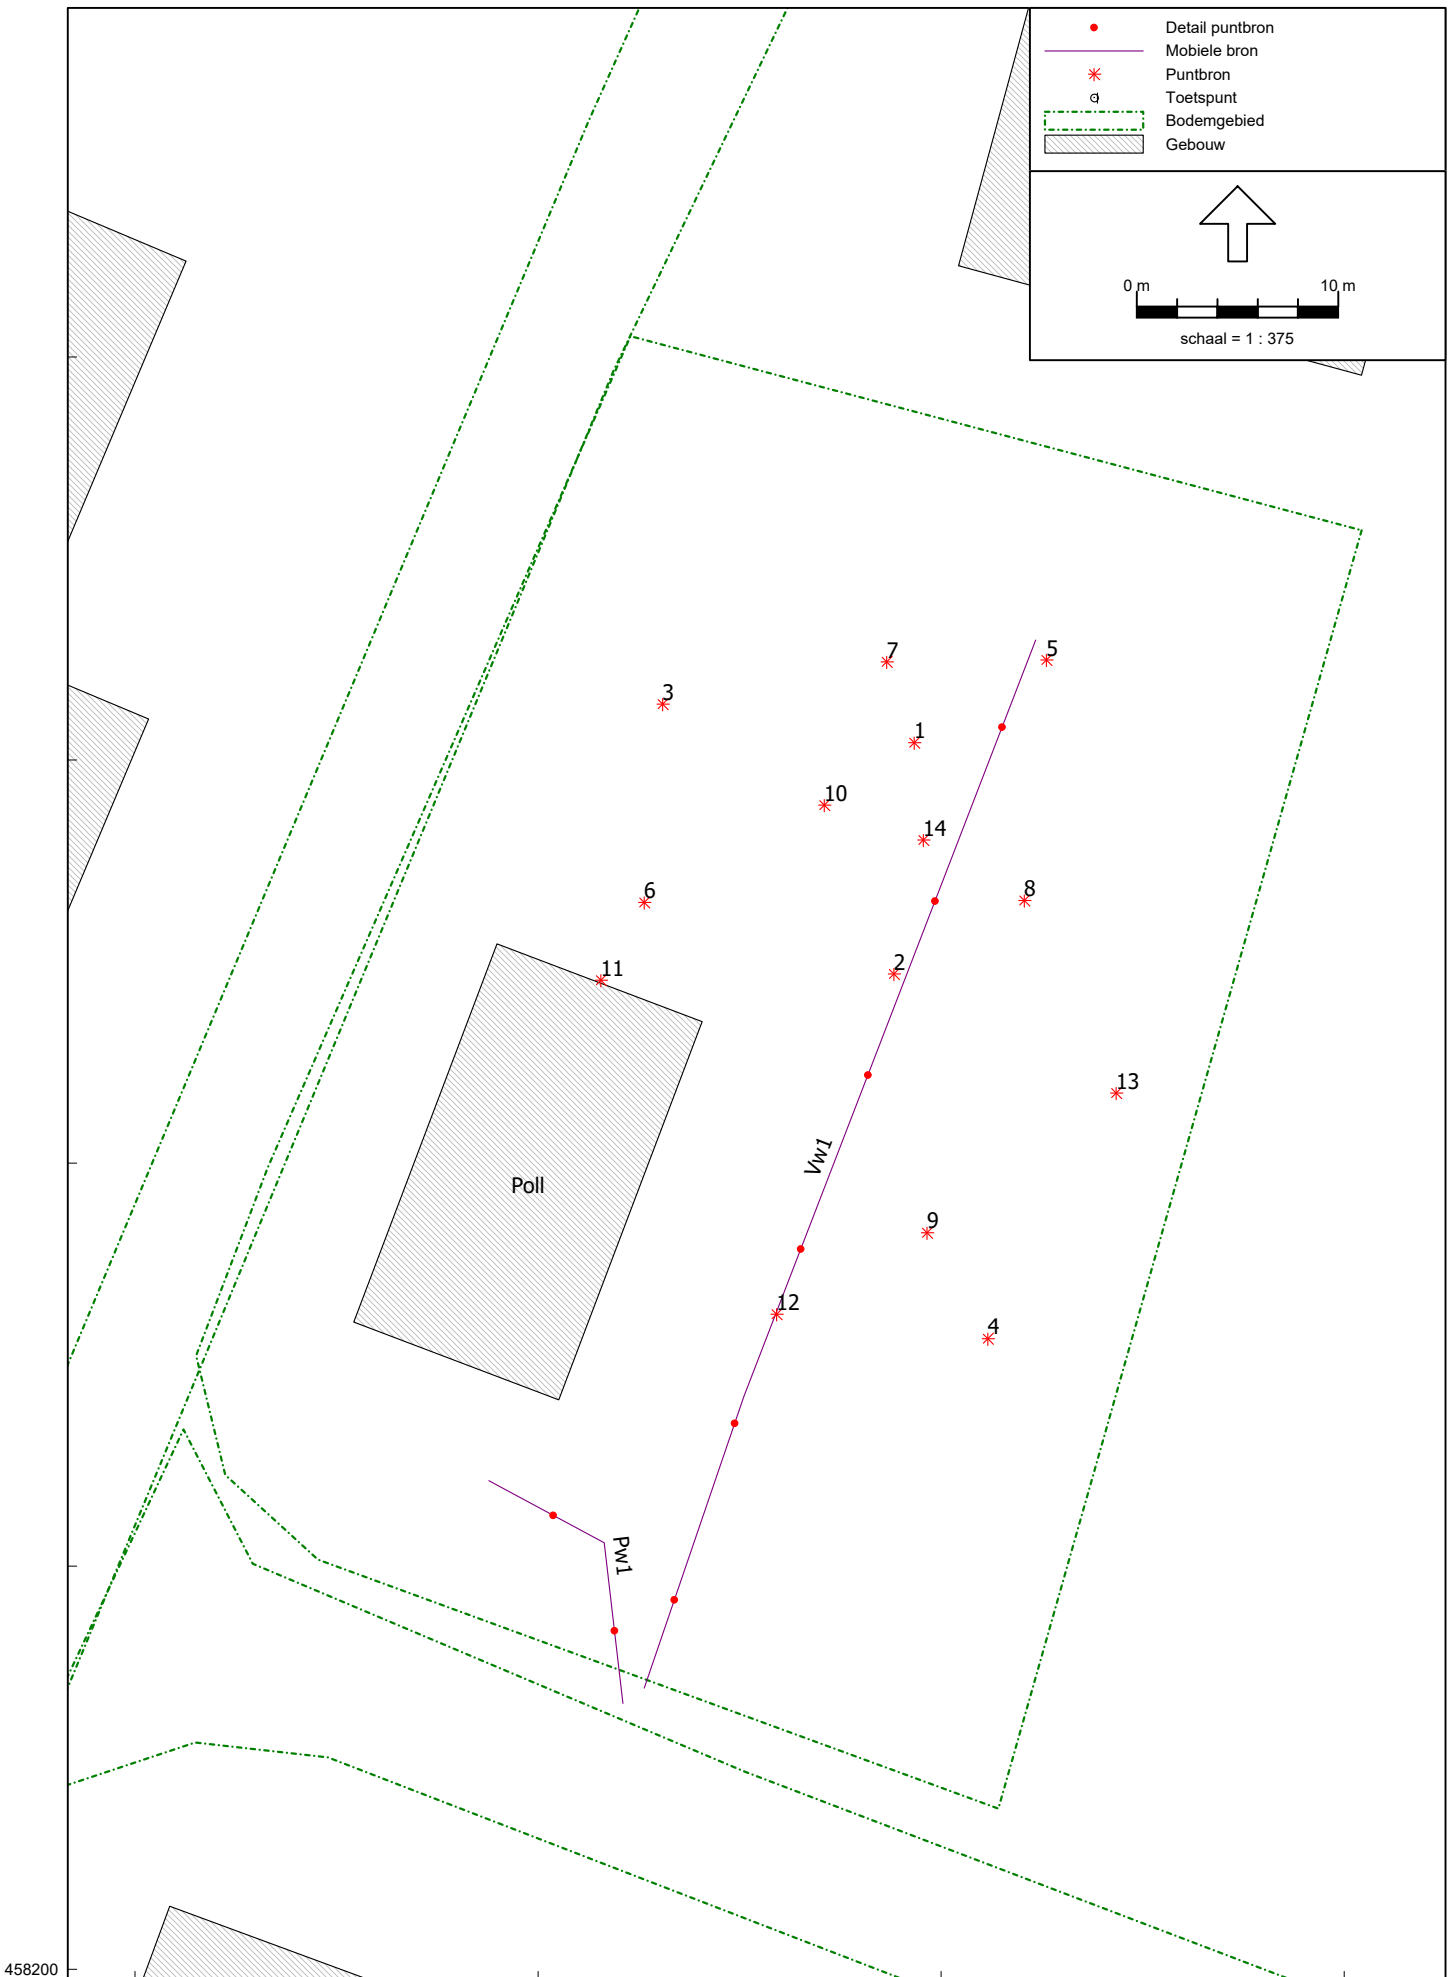 Detail puntbron
Mobiele bron
Puntbron
Toetspunt
Bodemgebied
Gebouw
0 m 10 m
schaal = 1 : 375
7
5
3
1
10
14
6
8
11
2
13
Vw1
Poll
9
12
4
Pw1
458200